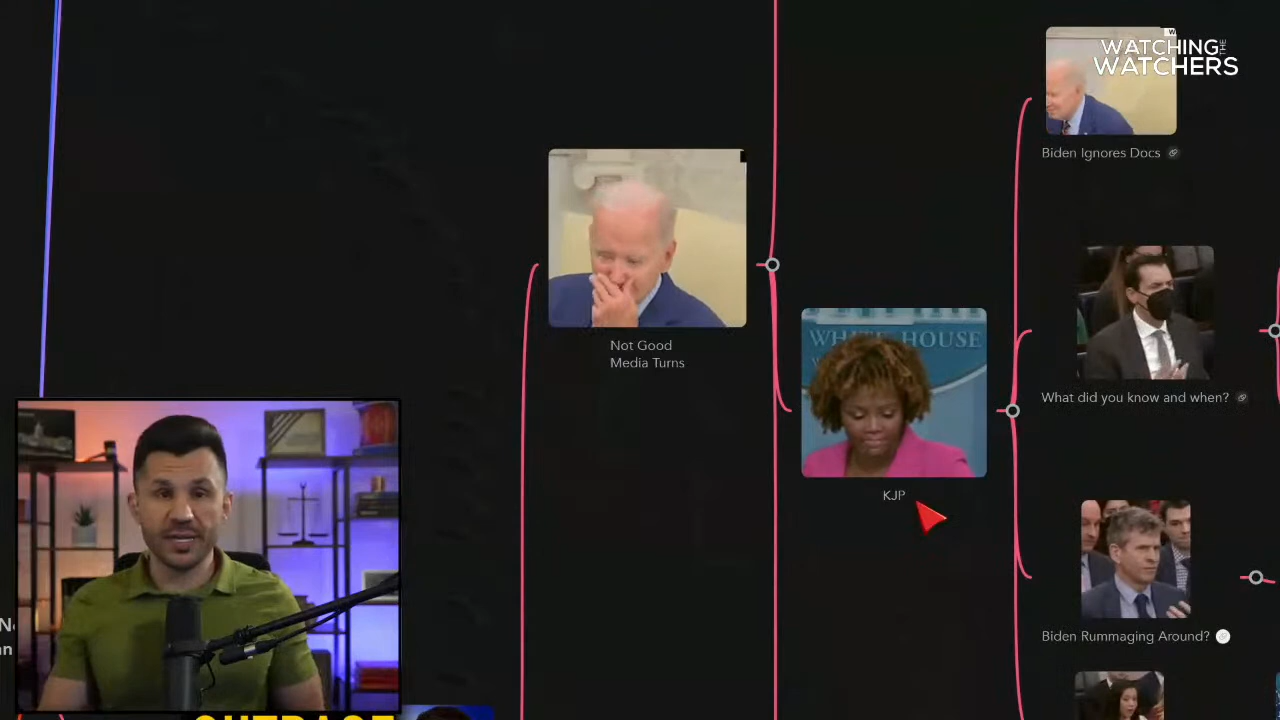 WATCHING THE
WATCHERS
Biden Ignores Docs
Not Good
Media Turns
WHITE HOUSE
What did you know and when?
KJP
Biden Rummaging Around?